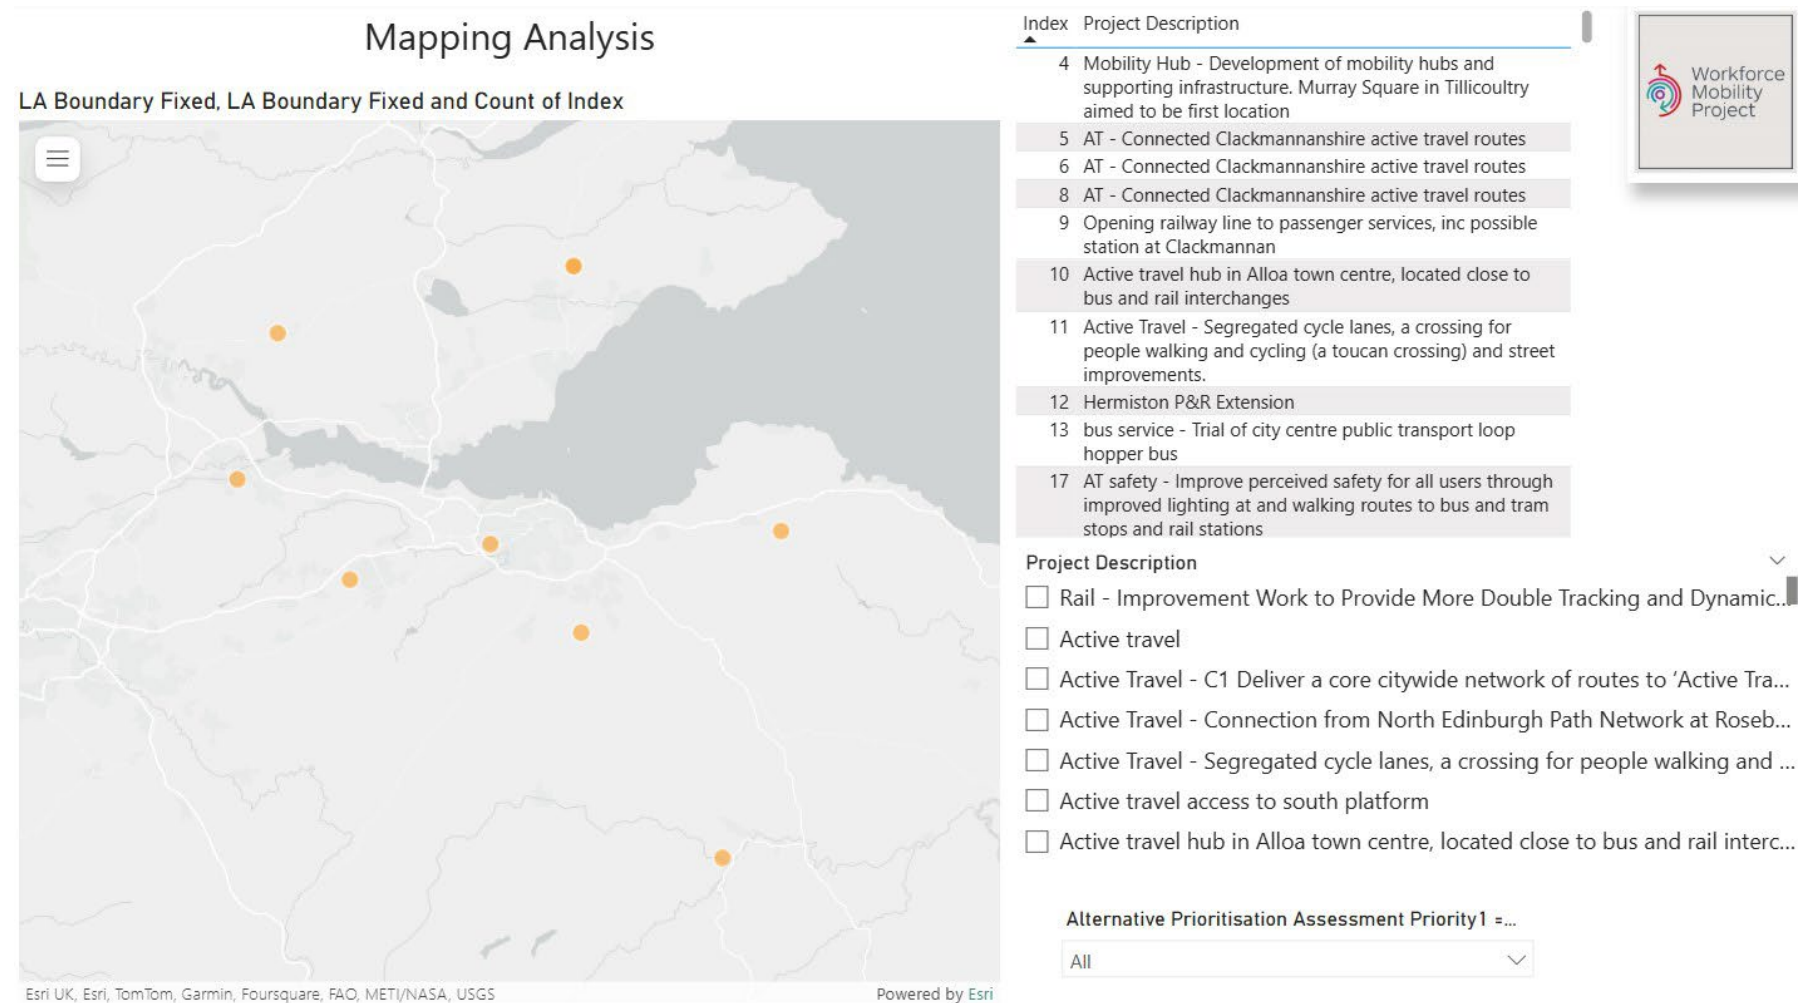 Mapping Analysis
LA Boundary Fixed, LA Boundary Fixed and Count of Index
Esri UK, Esri, TomTom, Garmin, Foursquare, FAO, METI/NASA, USGS
Powered by Esri
Index Project Description
4 Mobility Hub - Development of mobility hubs and
supporting infrastructure. Murray Square in Tillicoultry
aimed to be first location
5 AT - Connected Clackmannanshire active travel routes
6 AT - Connected Clackmannanshire active travel routes
8 AT - Connected Clackmannanshire active travel routes
9 Opening railway line to passenger services, inc possible
station at Clackmannan
10 Active travel hub in Alloa town centre, located close to
bus and rail interchanges
11 Active Travel - Segregated cycle lanes, a crossing for
people walking and cycling (a toucan crossing) and street
improvements.
12 Hermiston P&R Extension
13 bus service - Trial of city centre public transport loop
hopper bus
17 AT safety - Improve perceived safety for all users through
improved lighting at and walking routes to bus and tram
stops and rail stations
Workforce
Mobility
Project
Project Description
Rail - Improvement Work to Provide More Double Tracking and Dynamic...
Active travel
Active Travel - C1 Deliver a core citywide network of routes to ‘Active Tra...
Active Travel - Connection from North Edinburgh Path Network at Roseb...
Active Travel - Segregated cycle lanes, a crossing for people walking and ...
Active travel access to south platform
Active travel hub in Alloa town centre, located close to bus and rail interc...
Alternative Prioritisation Assessment Priority1 =...
All